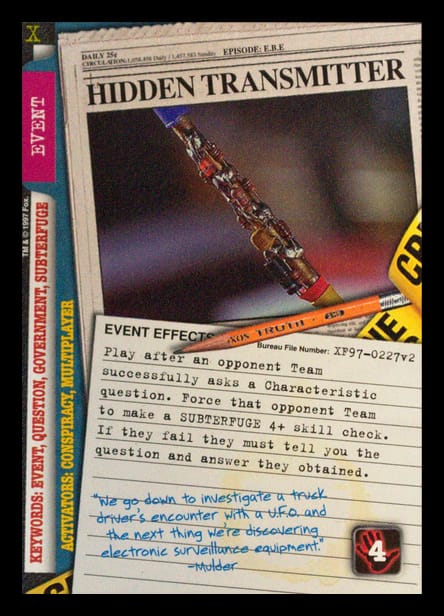 X
EVENT
TM & © 1997 Fox.
KEYWORDS: EVENT, QUESTION, GOVERNMENT, SUBTERFUGE
ACTIVATORS: CONSPIRACY, MULTIPLAYER
DAILY 25¢
CIRCULATION: 1,058,498 Daily / 1,457,583 Sunday
EPISODE: E.B.E
HIDDEN TRANSMITTER
CRI
NE
TRUTH
EVENT EFFECTS
Bureau File Number: XF97-0227v2
Play after an opponent Team
successfully asks a Characteristic
question. Force that opponent Team
to make a SUBTERFUGE 4+ skill check.
If they fail they must tell you the
question and answer they obtained.
"We go down to investigate a truck
driver's encounter with a U.F.O. and
the next thing we're discovering
electronic surveillance equipment."
-Mulder
4